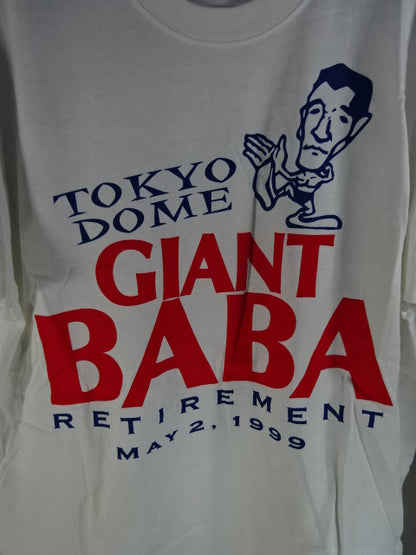 TOKYO
DOME
GIANT
BABA
RETIREMENT
MAY 2, 1999